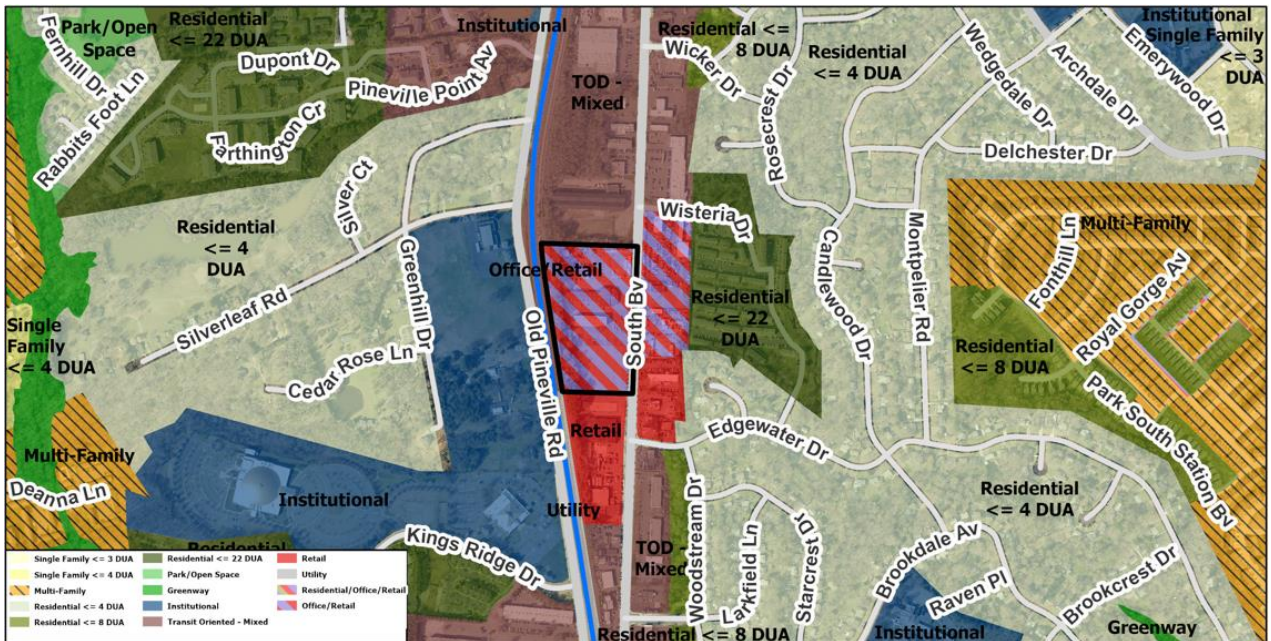 Park/Open
Space
Residential
<= 22 DUA
Institutional
Residential <=
8 DUA
Residential
<= 4 DUA
Institutional
Single Family
<= 3
DUA
Fernhill Dr
Rabbits Foot Ln
Dupont Dr
Pineville Point Av
Farthington Cr
TOD -
Mixed
Wicker Dr
Rosecrest Dr
Wedgedale Dr
Archdale Dr
Emerywood Dr
Delchester Dr
Silver Ct
Residential
<= 4
DUA
Greenhill Dr
Silverleaf Rd
Cedar Rose Ln
Office/Retail
Old Pineville Rd
South Bv
Wisteria Dr
Residential
<= 22
DUA
Candlewood Dr
Montpelier Rd
Multi-Family
Fonthill Ln
Royal Gorge Av
Residential
<= 8 DUA
Park South Station Bv
Single
Family
<= 4 DUA
Multi-Family
Deanna Ln
Institutional
Retail
Edgewater Dr
Utility
Kings Ridge Dr
TOD -
Mixed
Woodstream Dr
Larkfield Ln
Starcrest Dr
Residential
<= 4 DUA
Brookdale Av
Raven Pl
Brookcrest Dr
Institutional
Greenway
Residential <= 8 DUA
Residential
Single Family <= 3 DUA
Single Family <= 4 DUA
Multi-Family
Residential <= 4 DUA
Residential <= 8 DUA
Residential <= 22 DUA
Park/Open Space
Greenway
Institutional
Transit Oriented - Mixed
Retail
Utility
Residential/Office/Retail
Office/Retail